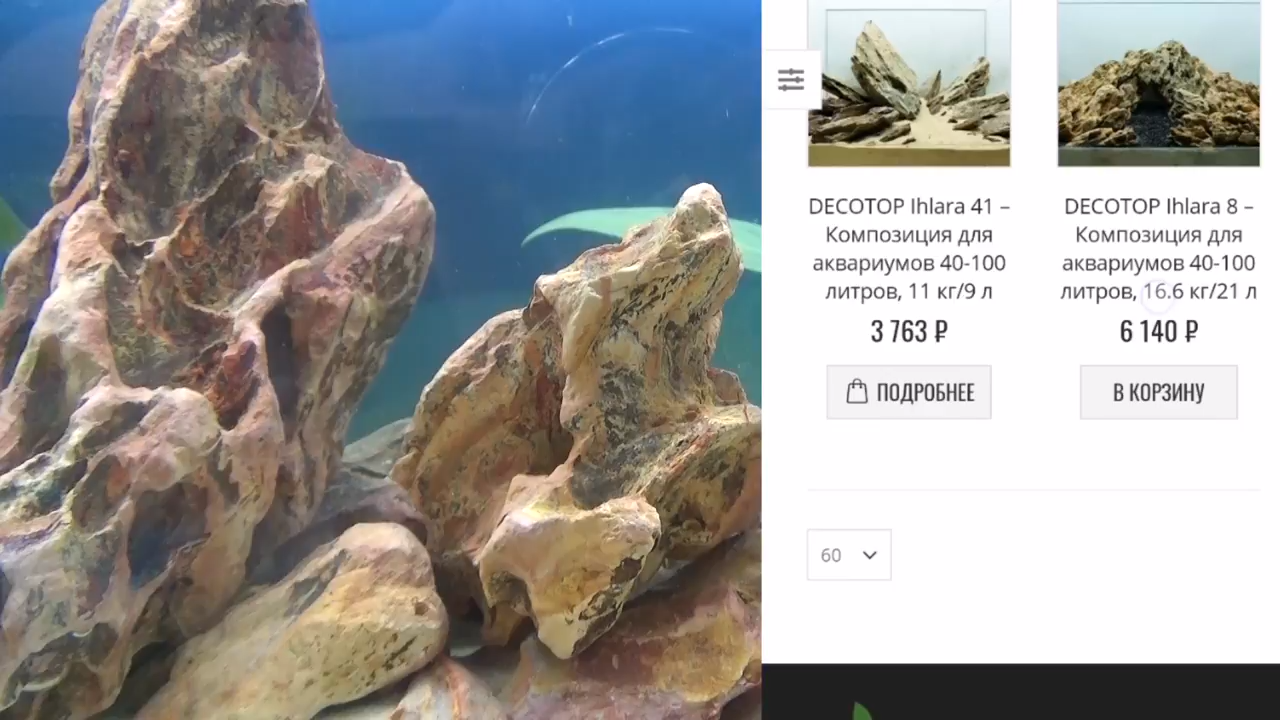 DECOTOP Ihlara 41 –
Композиция для
аквариумов 40-100
литров, 11 кг/9 л
3 763 ₽
ПОДРОБНЕЕ
DECOTOP Ihlara 8 –
Композиция для
аквариумов 40-100
литров, 16.6 кг/21 л
6 140 ₽
В КОРЗИНУ
60